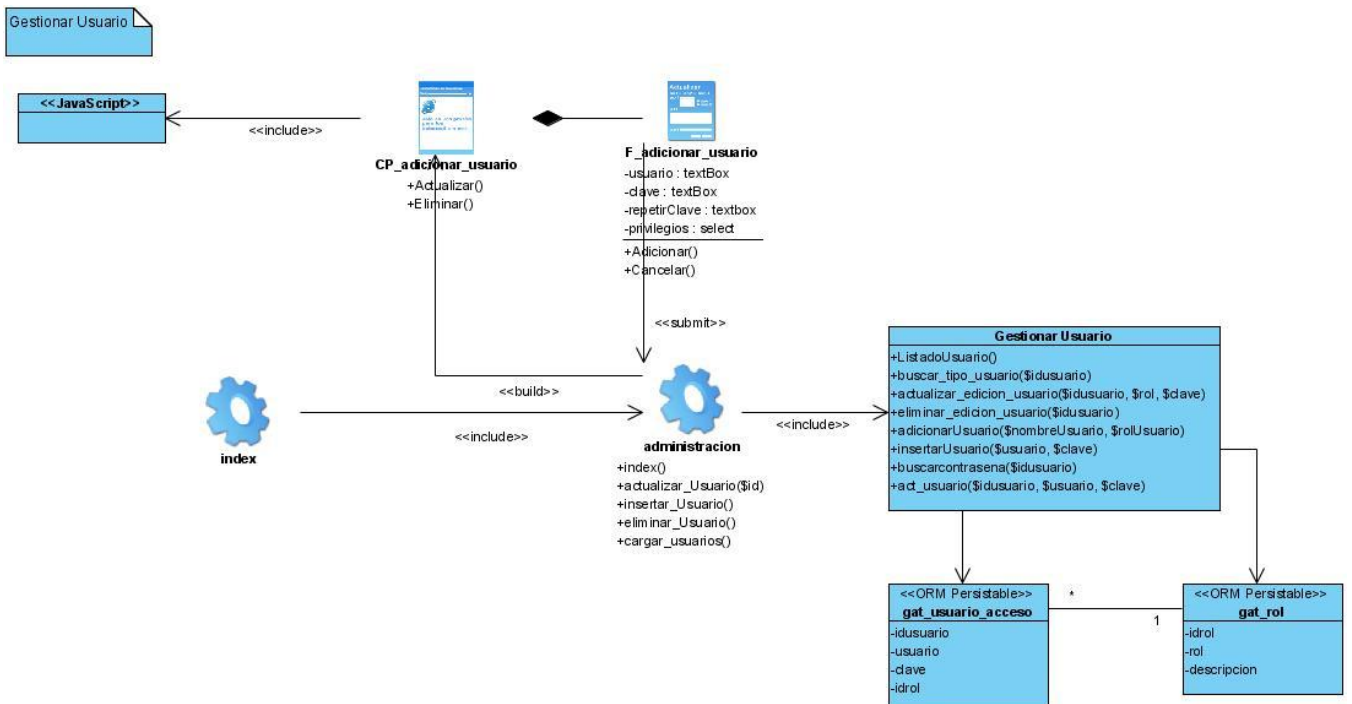 Gestionar Usuario
<<JavaScript>>
<<include>>
CP_adicionar_usuario
+Actualizar()
+Eliminar()
Actualizar
F_adicionar_usuario
-usuario : textBox
-clave : textBox
-repetirClave : textbox
-privilegios : select
+Adicionar()
+Cancelar()
<<submit>>
<<build>>
index
<<include>>
administracion
+index()
+actualizar_Usuario($id)
+insertar_Usuario()
+eliminar_Usuario()
+cargar_usuarios()
<<include>>
Gestionar Usuario
+ListadoUsuario()
+buscar_tipo_usuario($idusuario)
+actualizar_edicion_usuario($idusuario, $rol, $clave)
+eliminar_edicion_usuario($idusuario)
+adicionarUsuario($nombreUsuario, $rolUsuario)
+insertarUsuario($usuario, $clave)
+buscarcontrasena($idusuario)
+act_usuario($idusuario, $usuario, $clave)
<<ORM Persistable>>
gat_usuario_acceso
-idusuario
-usuario
-clave
-idrol
*
1
<<ORM Persistable>>
gat_rol
-idrol
-rol
-descripcion